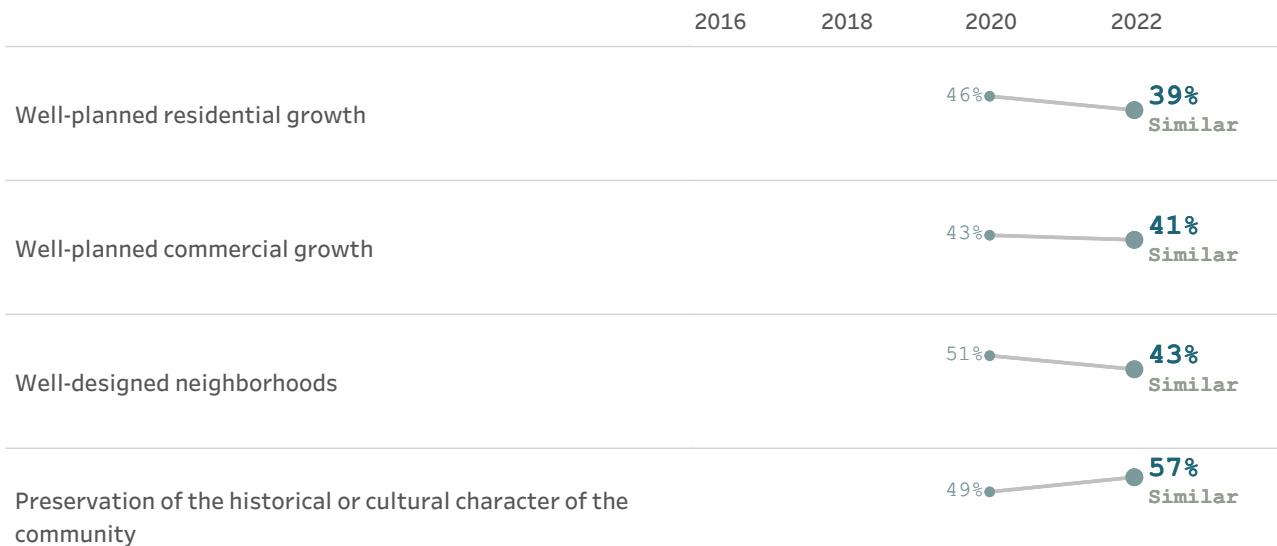 2016 2018 2020 2022
Well-planned residential growth 46% 39%
Similar
Well-planned commercial growth 43% 41%
Similar
Well-designed neighborhoods 51% 43%
Similar
Preservation of the historical or cultural character of the 49% 57%
community Similar